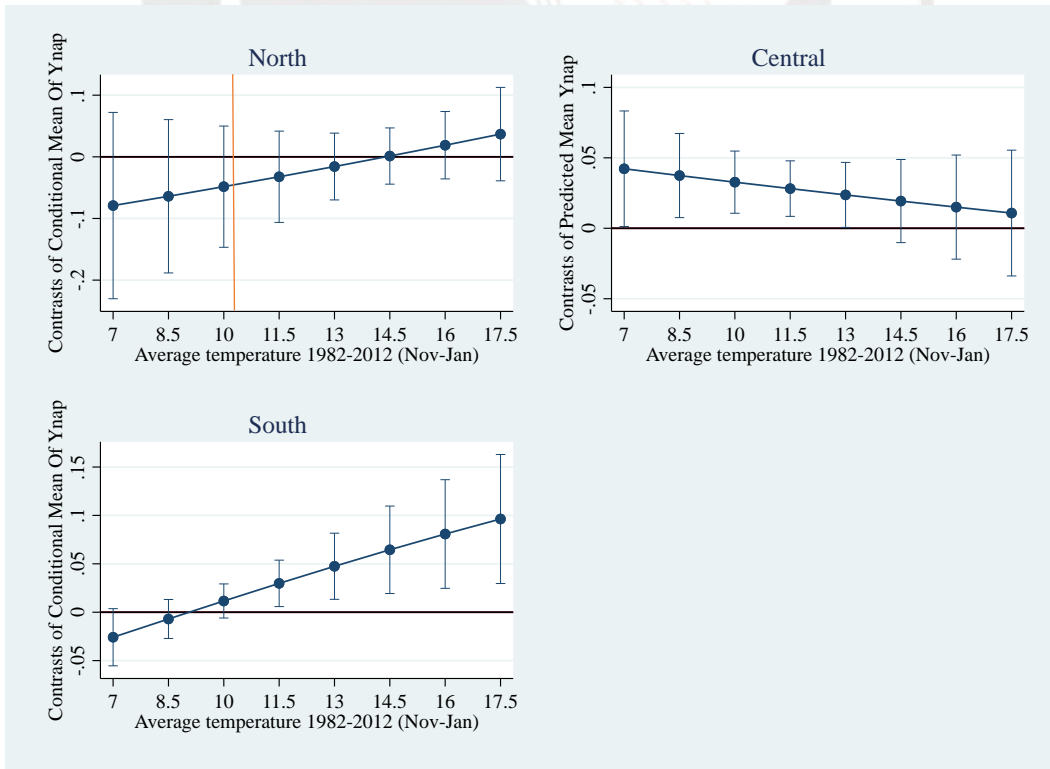 North
Contrasts of Conditional Mean Of Ynap
.1
0
-.1
-.2
7 8.5 10 11.5 13 14.5 16 17.5
Average temperature 1982-2012 (Nov-Jan)
Central
Contrasts of Predicted Mean Ynap
.1
.05
0
-.05
7 8.5 10 11.5 13 14.5 16 17.5
Average temperature 1982-2012 (Nov-Jan)
South
Contrasts of Conditional Mean Of Ynap
.15
.1
.05
0
-.05
7 8.5 10 11.5 13 14.5 16 17.5
Average temperature 1982-2012 (Nov-Jan)